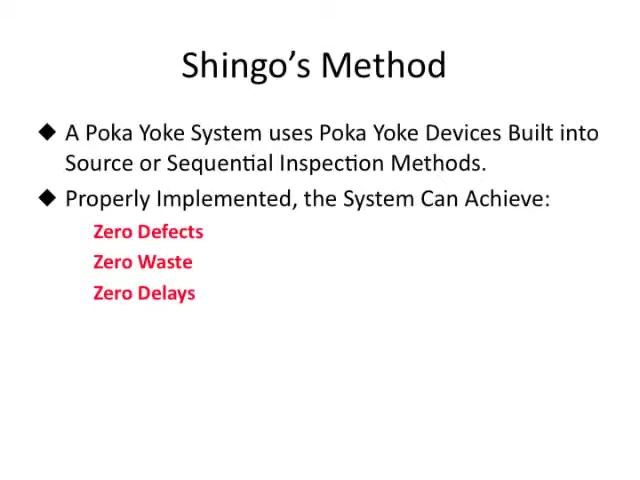 Shingo’s Method
◆ A Poka Yoke System uses Poka Yoke Devices Built into
Source or Sequential Inspection Methods.
◆ Properly Implemented, the System Can Achieve:
Zero Defects
Zero Waste
Zero Delays